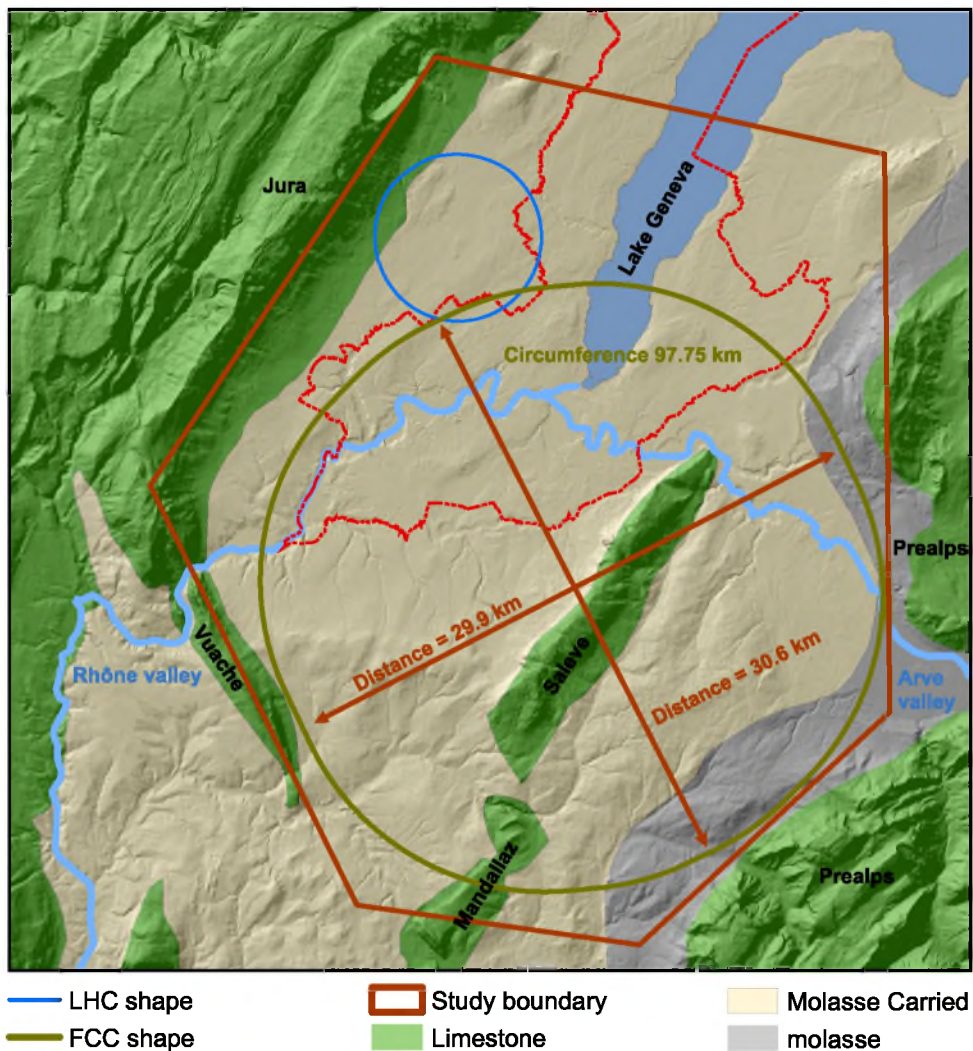 Jura
Lake Geneva
Circumference 97.75 km
Prealps
Vuache
Distance = 29.9 km
Saleve
Distance = 30.6 km
Rhône valley
Arve
valley
Mandallaz
Prealps
LHC shape
Study boundary
Molasse Carried
FCC shape
Limestone
molasse